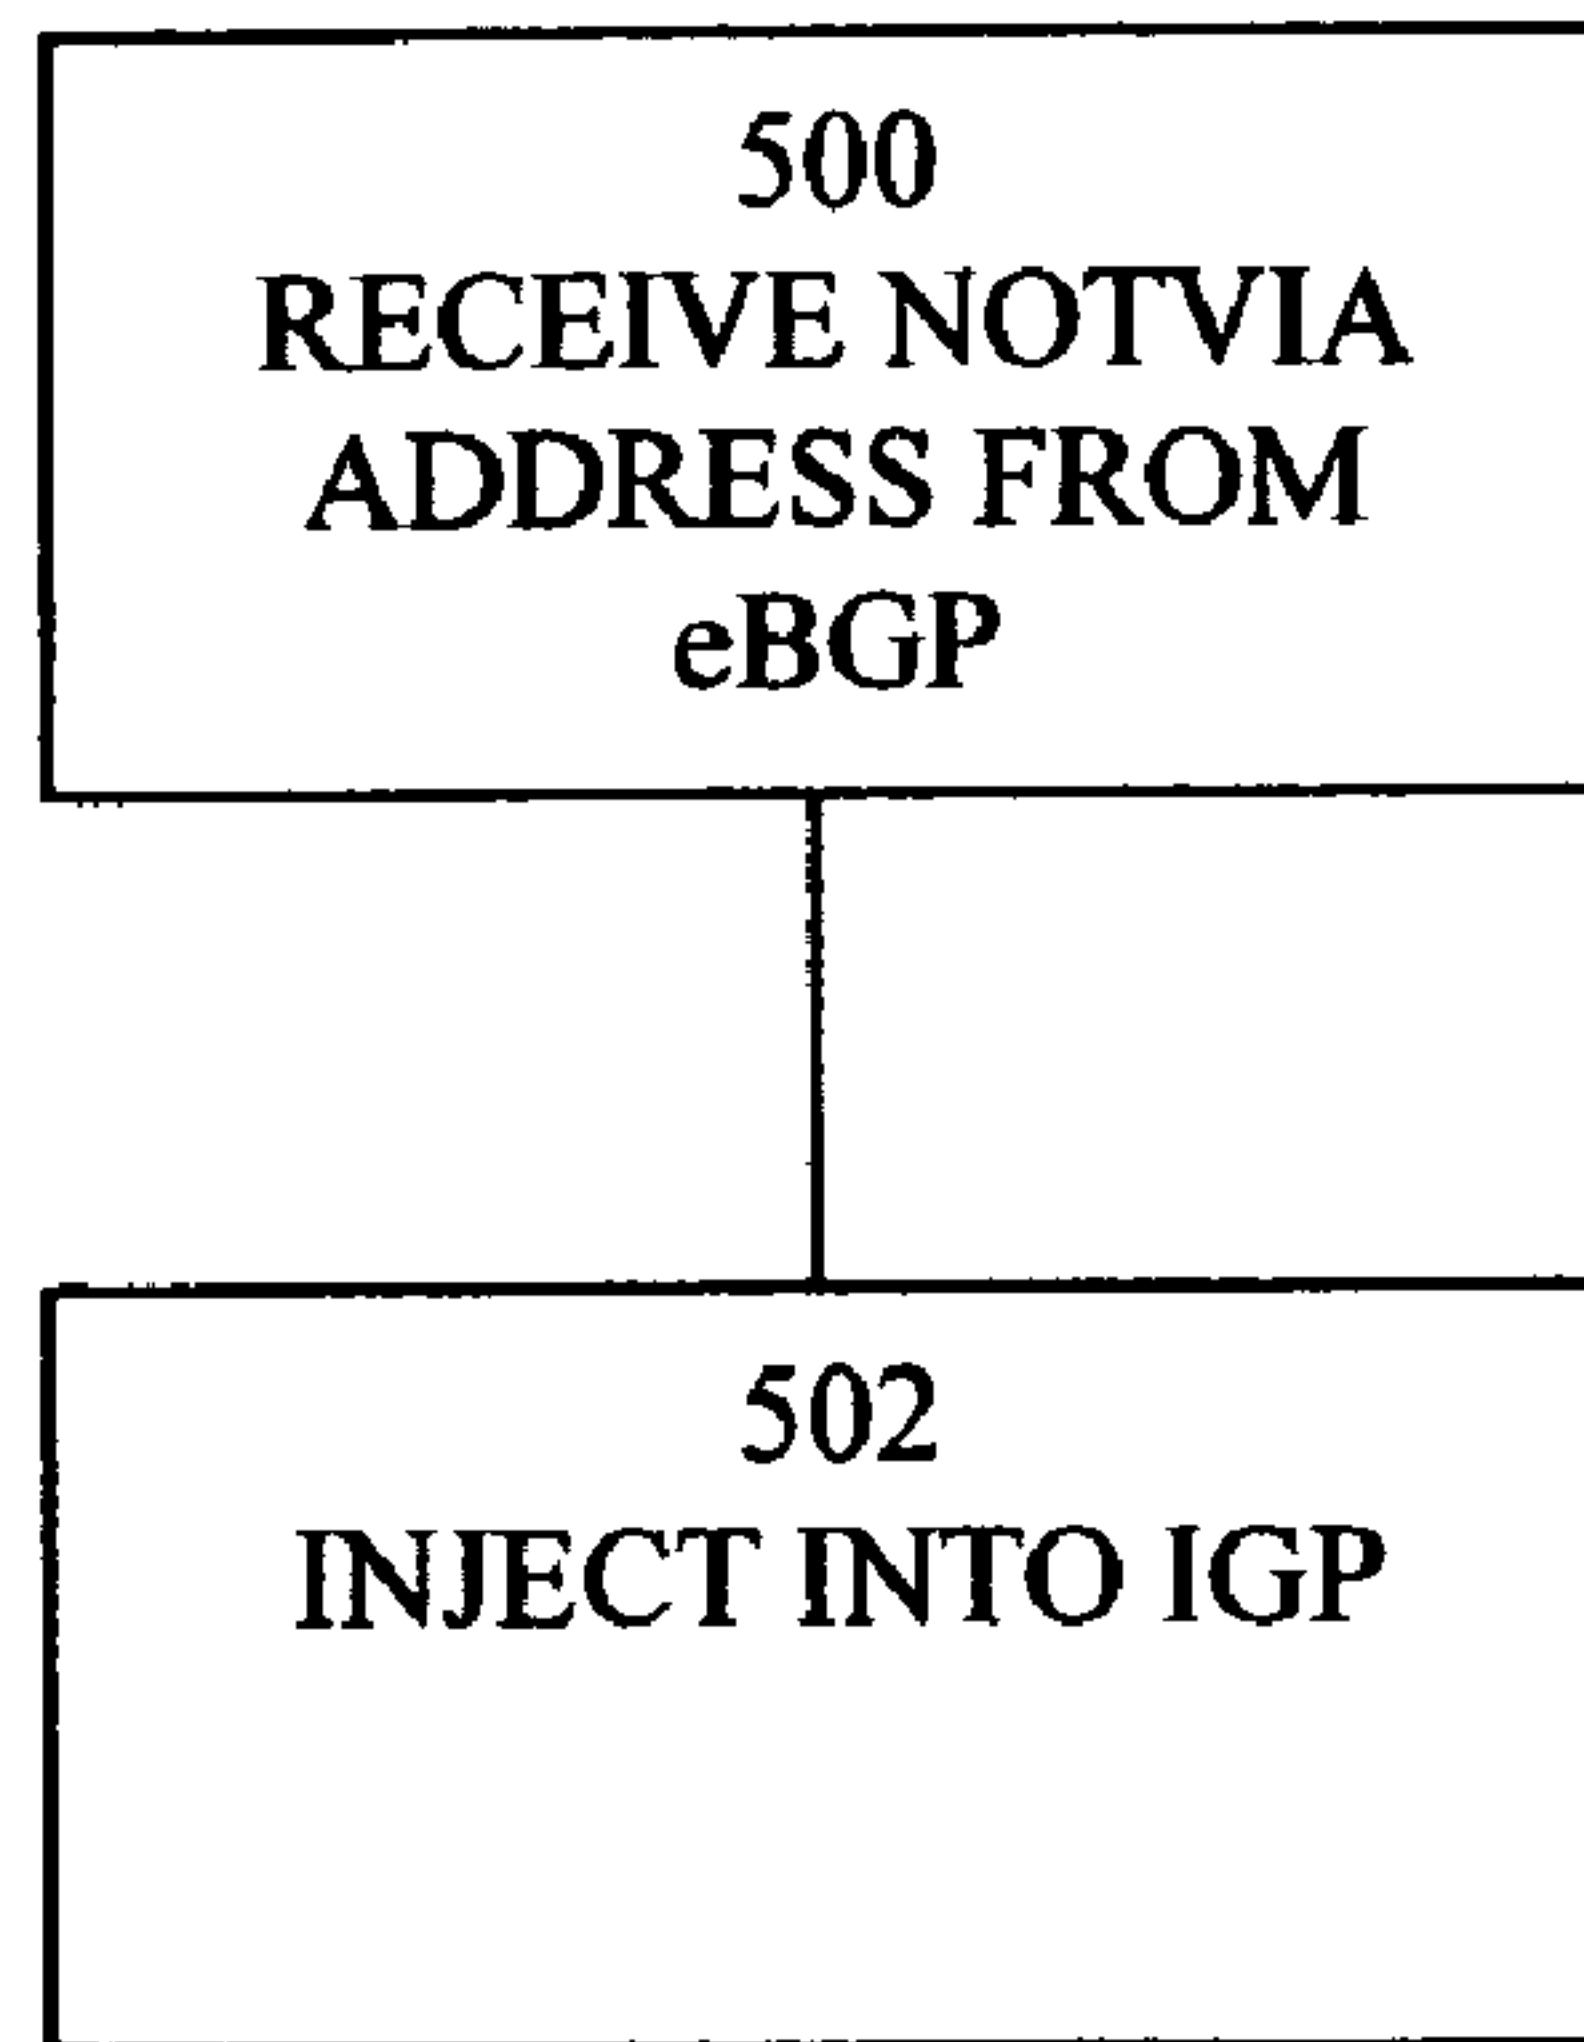 500
RECEIVE NOTVIA
ADDRESS FROM
eBGP
502
INJECT INTO IGP